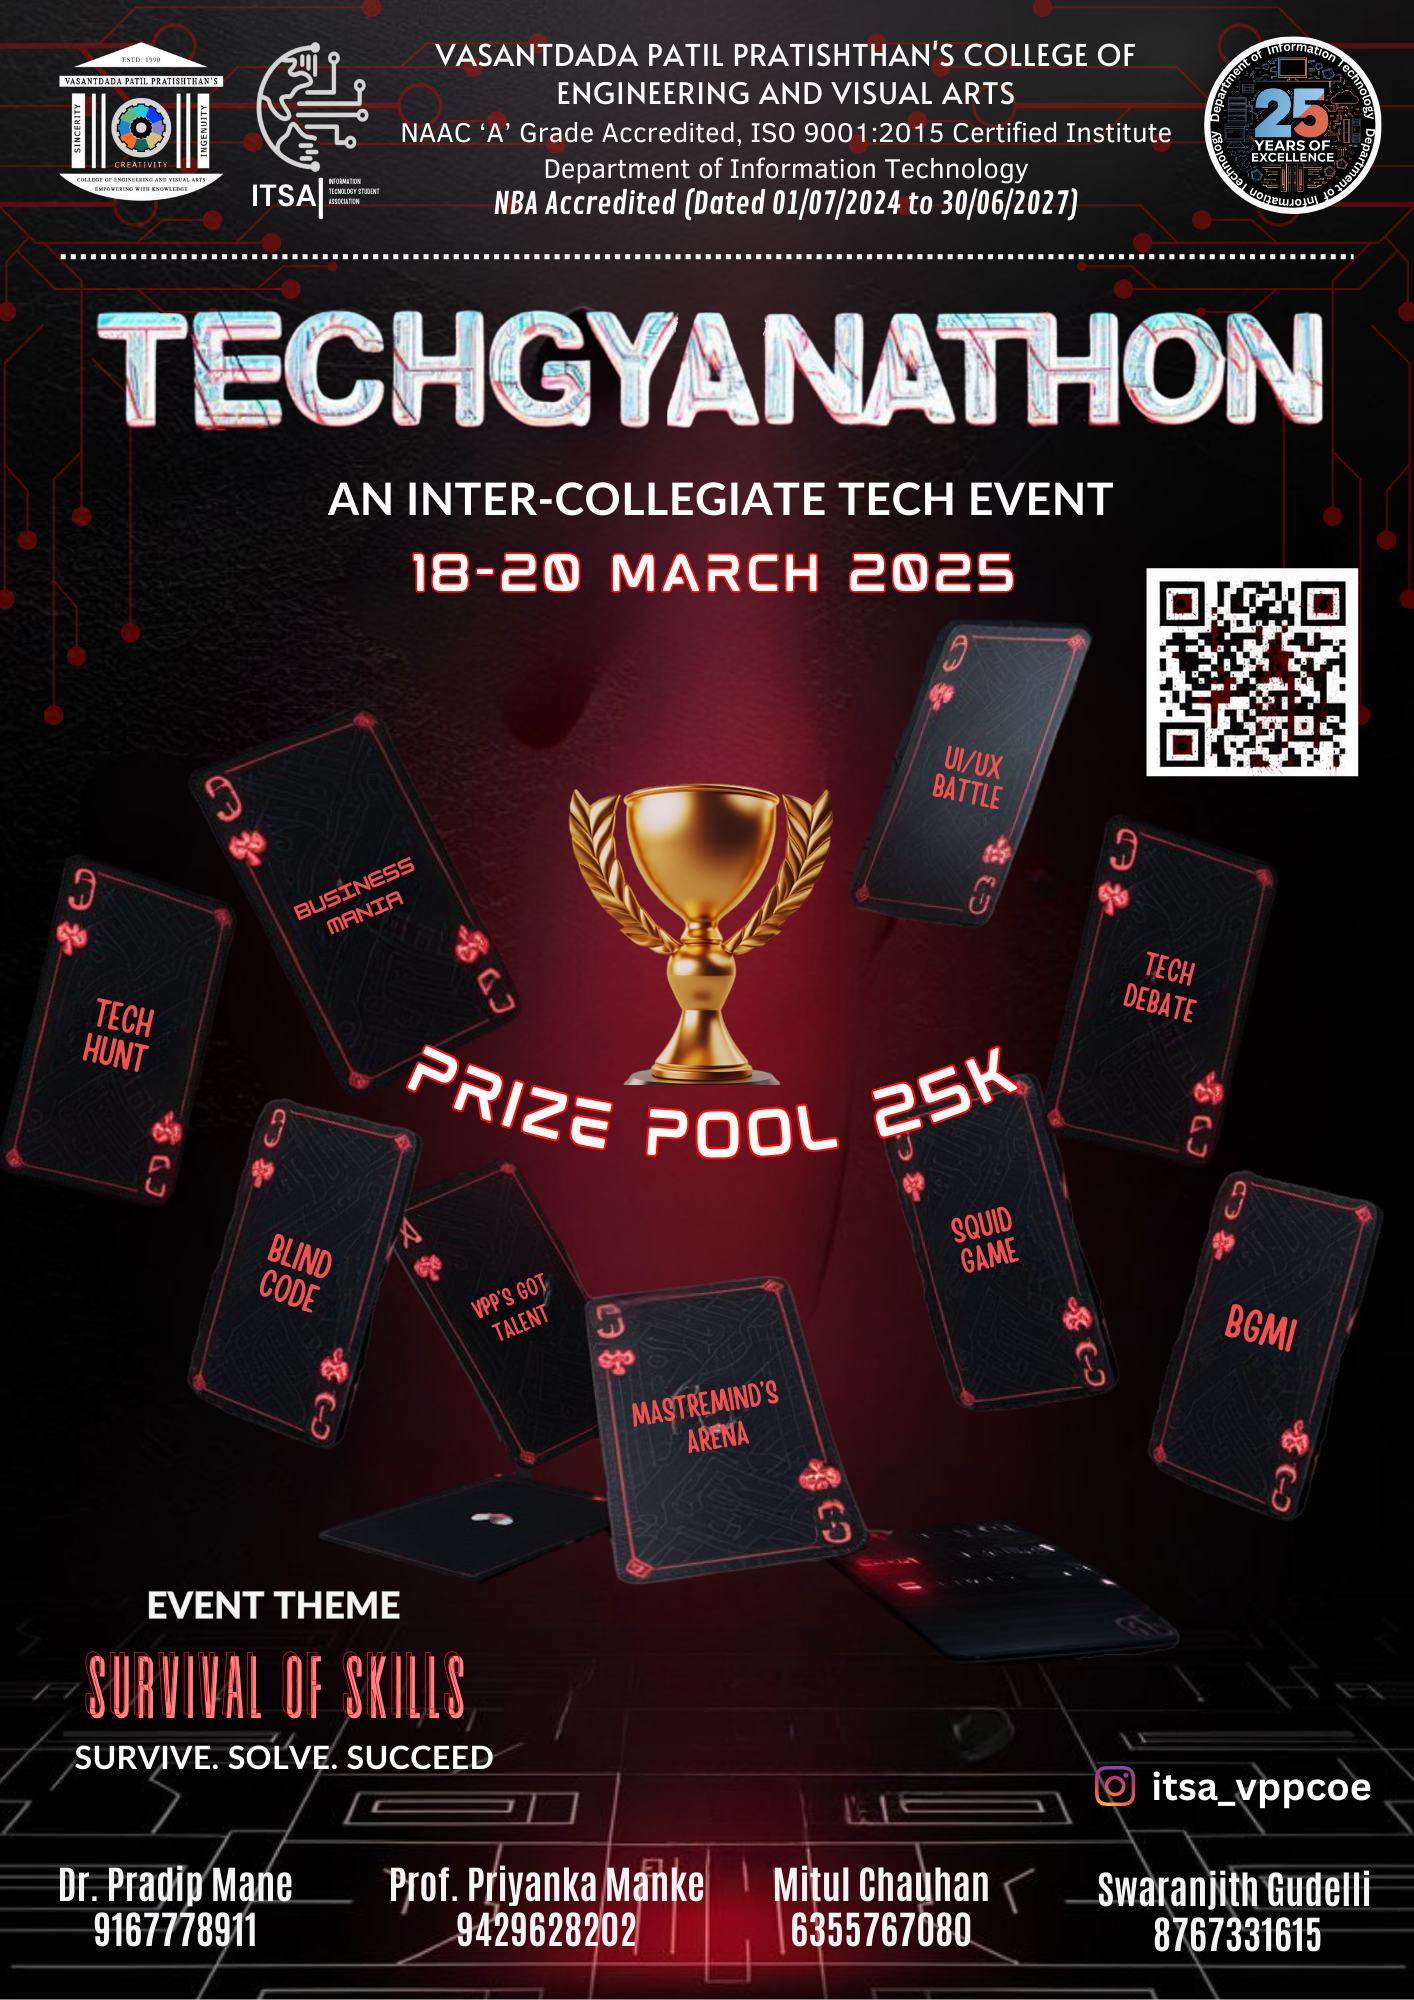 ESTD. 1990
VASANTDADA PATIL PRATISHTHAN'S
SINCERITY
CREATIVITY
INGENUITY
COLLEGE OF ENGINEERING AND VISUAL ARTS
EMPOWERING WITH KNOWLEDGE
ITSA
INFORMATION
TECNOLOGY STUDENT
ASSOCIATION
VASANTDADA PATIL PRATISHTHAN'S COLLEGE OF
ENGINEERING AND VISUAL ARTS
NAAC ‘A’ Grade Accredited, ISO 9001:2015 Certified Institute
Department of Information Technology
NBA Accredited (Dated 01/07/2024 to 30/06/2027)
Department of Information Technology
Department of Information Technology
25
YEARS OF
EXCELLENCE
TECHGYANATHON
AN INTER-COLLEGIATE TECH EVENT
18-20 MARCH 2025
UI/UX
BATTLE
BUSINESS
MANIA
TECH
DEBATE
TECH
HUNT
PRIZE POOL 25K
BLIND
CODE
A
VPP'S GOT
TALENT
SQUID
GAME
BGMI
MASTREMIND'S
ARENA
EVENT THEME
SURVIVAL OF SKILLS
SURVIVE. SOLVE. SUCCEED
itsa_vppcoe
Dr. Pradip Mane
9167778911
Prof. Priyanka Manke
9429628202
Mitul Chauhan
6355767080
Swaranjith Gudelli
8767331615